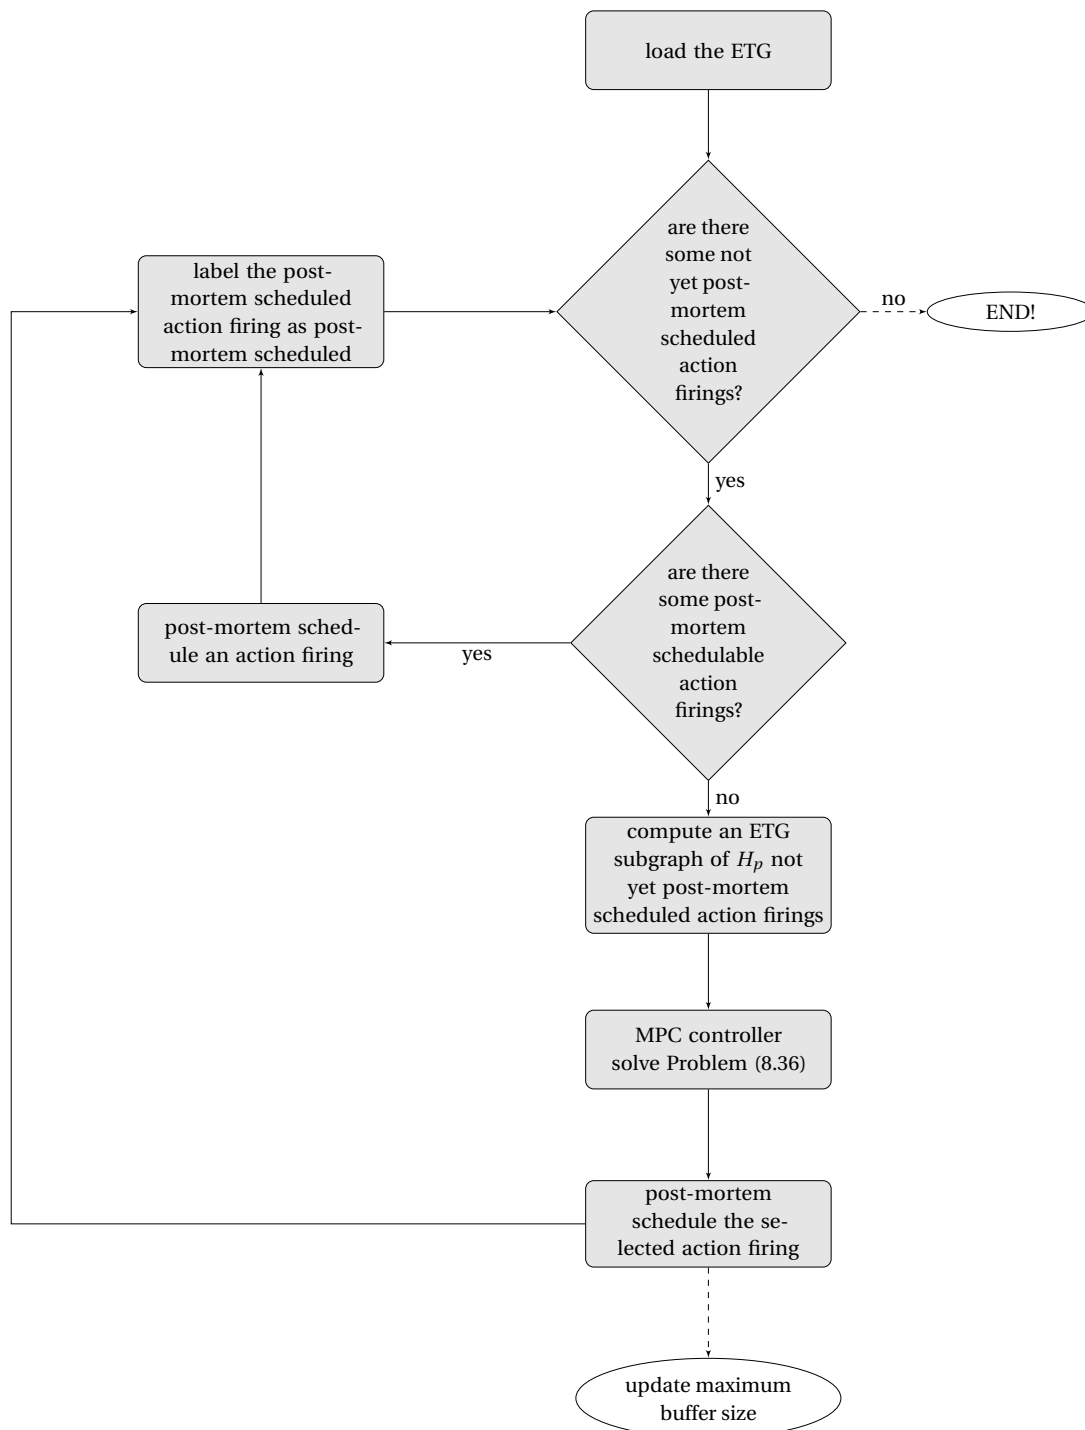 load the ETG
are there
some not
yet post-
mortem
scheduled
action
firings?
no
END!
label the post-
mortem scheduled
action firing as post-
mortem scheduled
yes
are there
some post-
mortem
schedulable
action
firings?
yes
post-mortem sched-
ule an action firing
no
compute an ETG
subgraph of H_p not
yet post-mortem
scheduled action firings
MPC controller
solve Problem (8.36)
post-mortem
schedule the se-
lected action firing
update maximum
buffer size